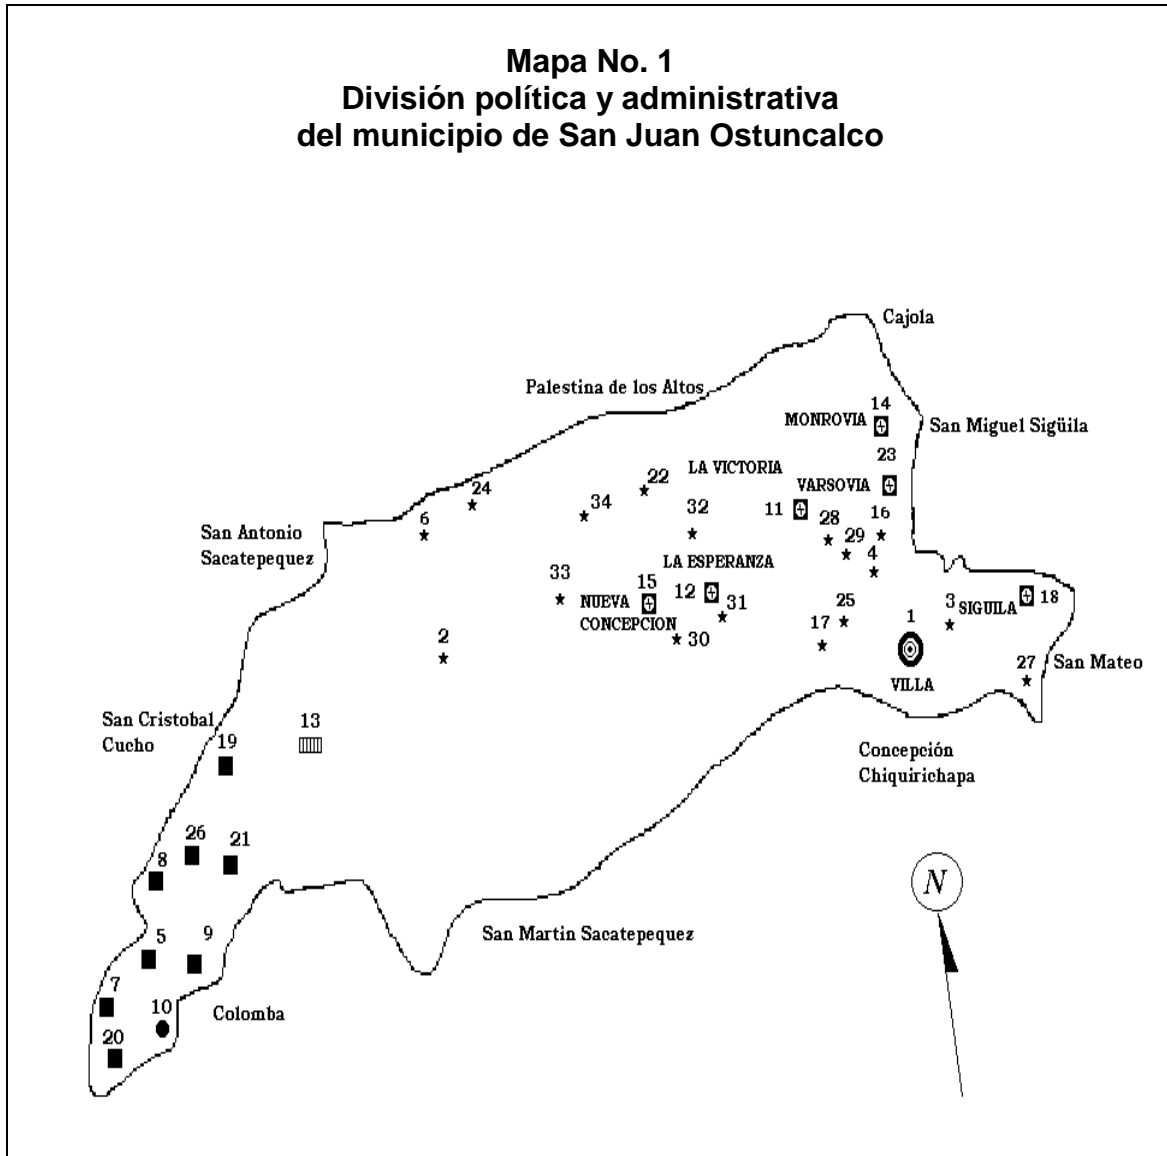 Mapa No. 1
División política y administrativa
del municipio de San Juan Ostuncalco
Cajola
Palestina de los Altos
14
MONROVIA
San Miguel Sigüila
23
LA VICTORIA
VARSOVIA
22
24
34
32
11
28
16
6
29
San Antonio
Sacatepequez
4
LA ESPERANZA
33
15
12
NUEVA
CONCEPCION
31
30
25
17
1
3
SIGUILA
18
2
VILLA
27
San Mateo
San Cristobal
Cucho
13
19
Concepción
Chiquirichapa
26
21
8
N
5
9
San Martin Sacatepequez
7
10
Colomba
20